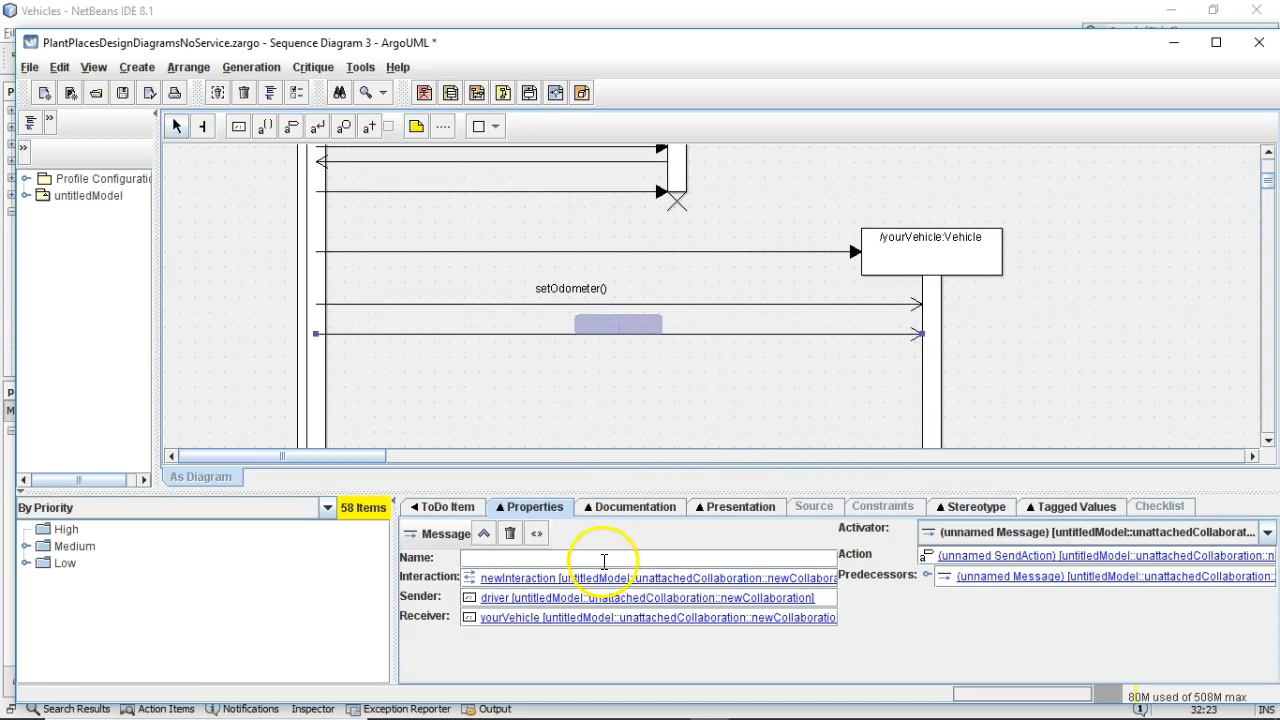 Vehicles - NetBeans IDE 8.1
PlantPlacesDesignDiagramsNoService.zargo - Sequence Diagram 3 - ArgoUML *
File Edit View Create Arrange Generation Critique Tools Help
Profile Configuratio
untitledModel
/yourVehicle:Vehicle
setOdometer()
As Diagram
By Priority
58 Items
High
Medium
Low
ToDo Item
Properties
Documentation
Presentation
Source
Constraints
Stereotype
Tagged Values
Checklist
Message
Name:
Interaction: newInteraction [untitledModel::unattachedCollaboration::newCollabora
Sender: driver [untitledModel::unattachedCollaboration::newCollaboration]
Receiver: yourVehicle [untitledModel::unattachedCollaboration::newCollaboratio
Activator: (unnamed Message) [untitledModel::unattachedCollaborat...
Action (unnamed SendAction) [untitledModel::unattachedCollaboration::n
Predecessors: (unnamed Message) [untitledModel::unattachedCollaboration::
80M used of 508M max
Search Results Action Items Notifications Inspector Exception Reporter Output
32:23 INS